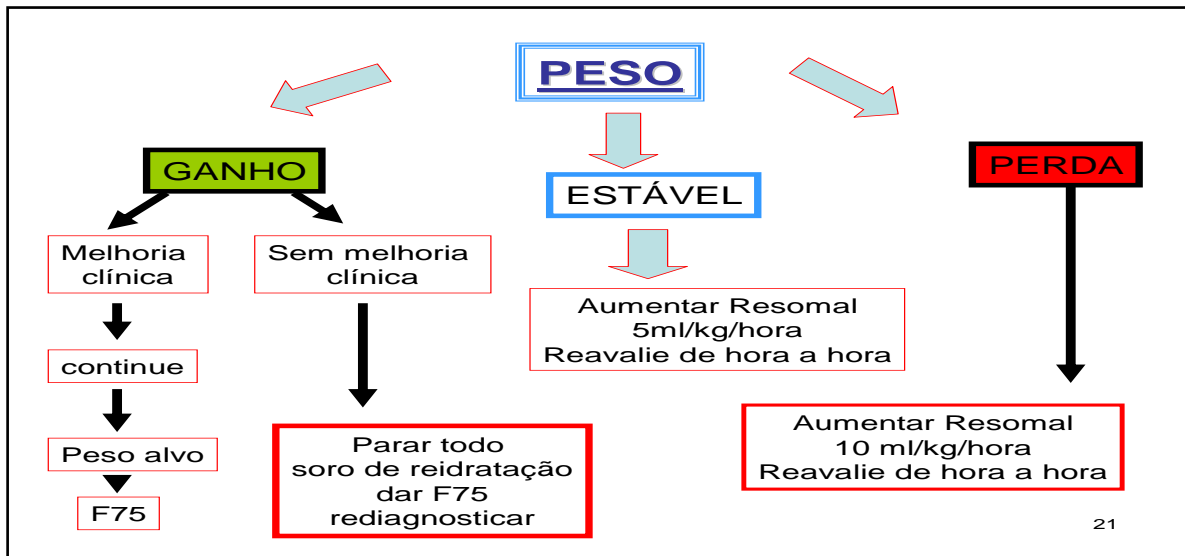 PESO
GANHO
Melhoria
clínica
continue
Peso alvo
F75
Sem melhoria
clínica
Parar todo
soro de reidratação
dar F75
rediagnosticar
ESTÁVEL
Aumentar Resomal
5ml/kg/hora
Reavalie de hora a hora
PERDA
Aumentar Resomal
10 ml/kg/hora
Reavalie de hora a hora
21